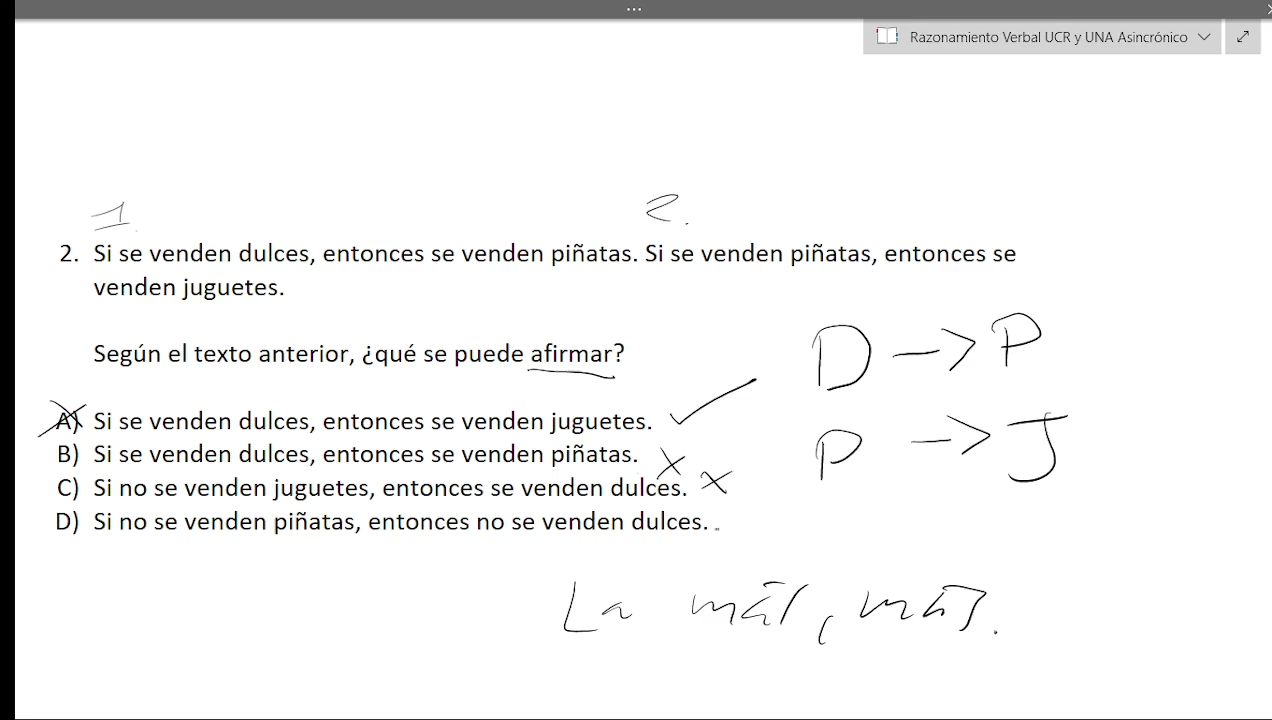 Razonamiento Verbal UCR y UNA Asincrónico
1 2.
2. Si se venden dulces, entonces se venden piñatas. Si se venden piñatas, entonces se
venden juguetes.
Según el texto anterior, ¿qué se puede afirmar?
D -> P
A) Si se venden dulces, entonces se venden juguetes.
P -> J
B) Si se venden dulces, entonces se venden piñatas. x
C) Si no se venden juguetes, entonces se venden dulces. x
D) Si no se venden piñatas, entonces no se venden dulces.
La más, más.